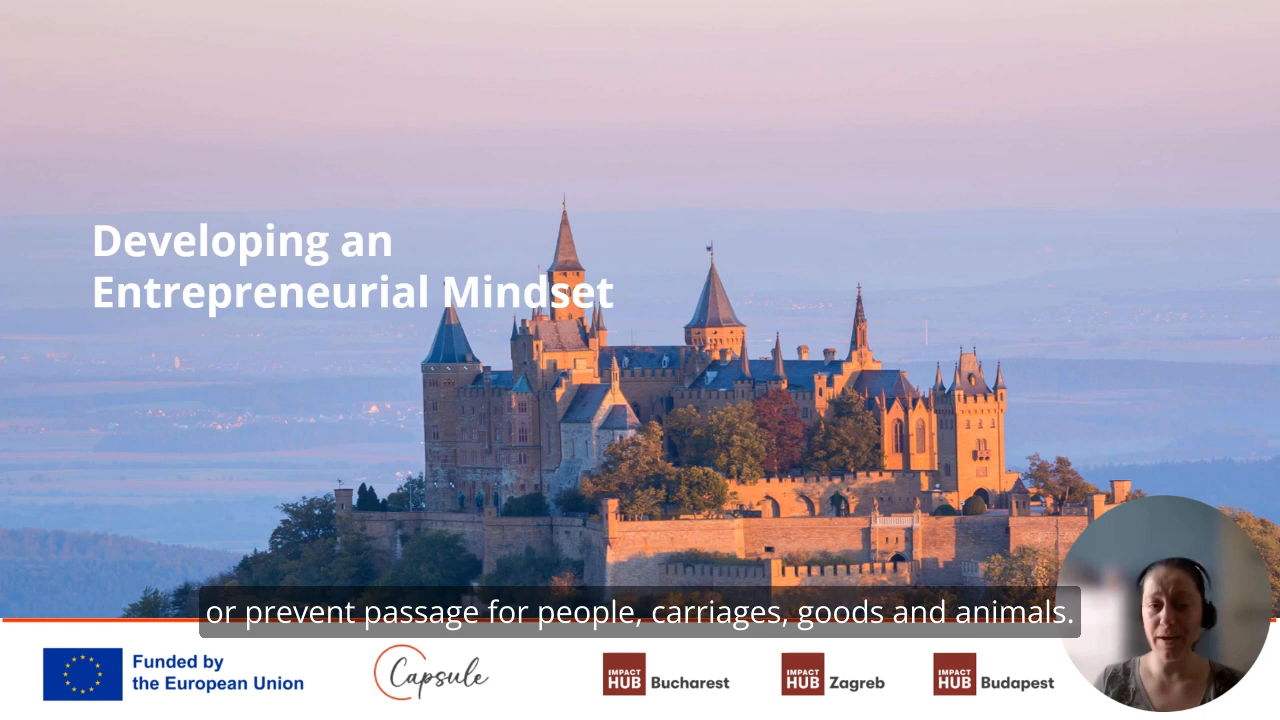 Developing an
Entrepreneurial Mindset
or prevent passage for people, carriages, goods and animals.
Funded by
the European Union
Capsule
IMPACT
HUB Bucharest
IMPACT
HUB Zagreb
IMPACT
HUB Budapest